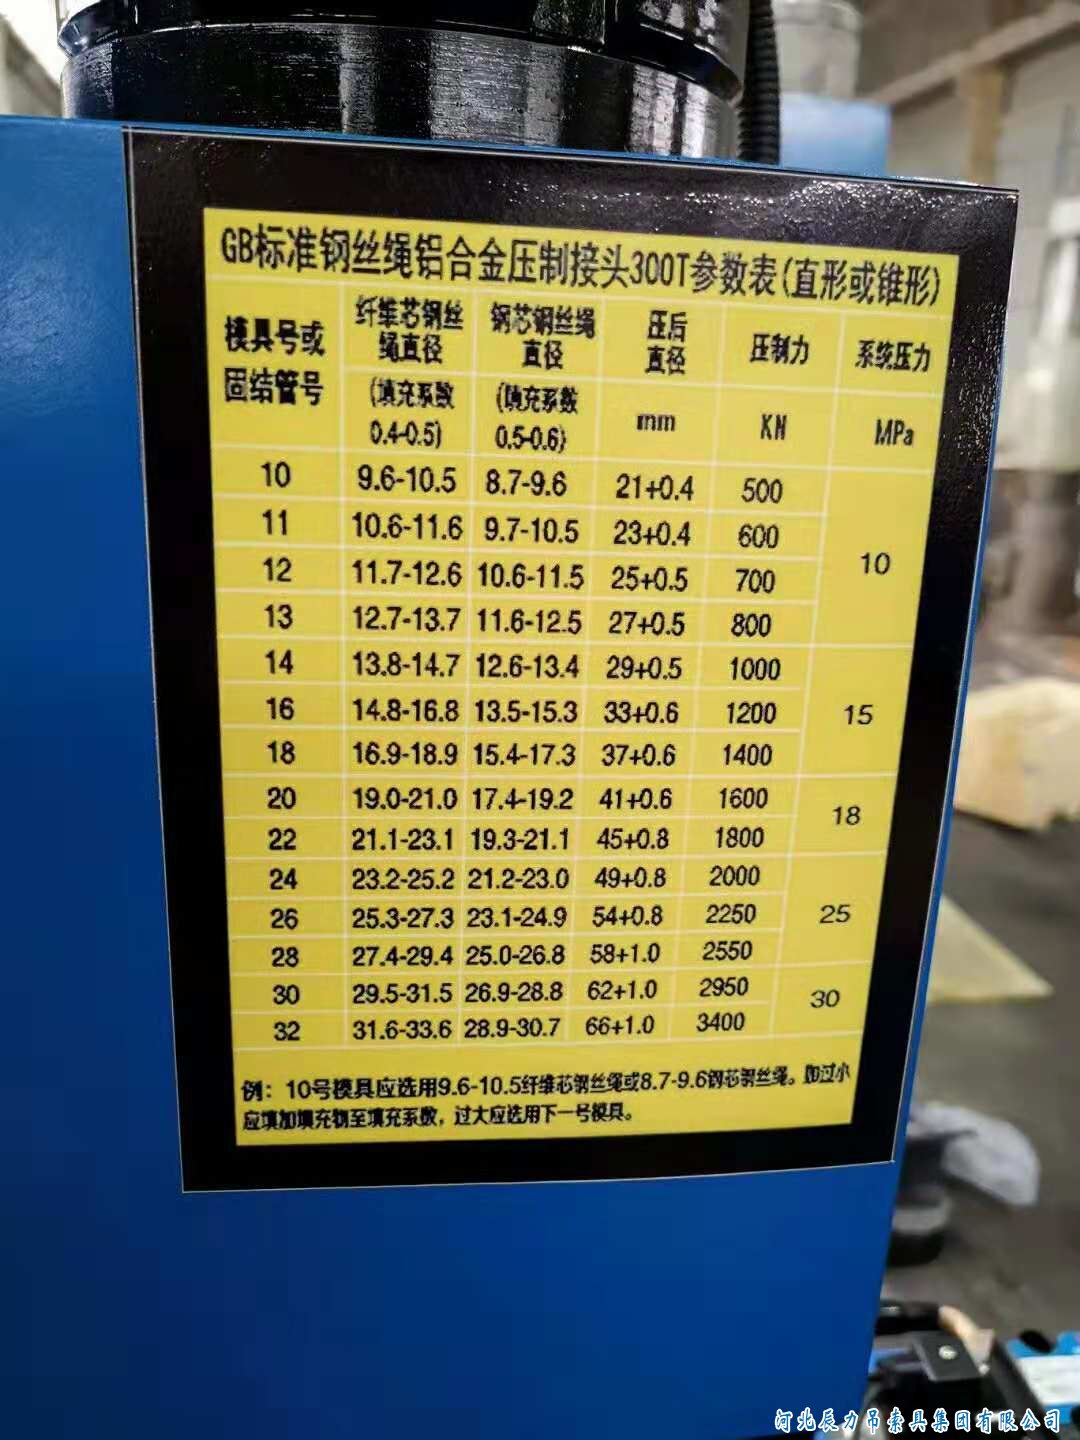 GB标准钢丝绳铝合金压制接头300T参数表(直形或锥形)
模具号或固结管号 纤维芯钢丝绳直径 钢芯钢丝绳直径 压后直径 压制力 系统压力
(填充系数0.4-0.5) (填充系数0.5-0.6) mm KN MPa
10 9.6-10.5 8.7-9.6 21+0.4 500 10
11 10.6-11.6 9.7-10.5 23+0.4 600
12 11.7-12.6 10.6-11.5 25+0.5 700
13 12.7-13.7 11.6-12.5 27+0.5 800
14 13.8-14.7 12.6-13.4 29+0.5 1000 15
16 14.8-16.8 13.5-15.3 33+0.6 1200
18 16.9-18.9 15.4-17.3 37+0.6 1400
20 19.0-21.0 17.4-19.2 41+0.6 1600 18
22 21.1-23.1 19.3-21.1 45+0.8 1800
24 23.2-25.2 21.2-23.0 49+0.8 2000 25
26 25.3-27.3 23.1-24.9 54+0.8 2250
28 27.4-29.4 25.0-26.8 58+1.0 2550
30 29.5-31.5 26.9-28.8 62+1.0 2950 30
32 31.6-33.6 28.9-30.7 66+1.0 3400
例：10号模具应选用9.6-10.5纤维芯钢丝绳或8.7-9.6钢芯钢丝绳。如过小
应填加填充物至填充系数，过大应选用下一号模具。
河北辰力吊索具集团有限公司